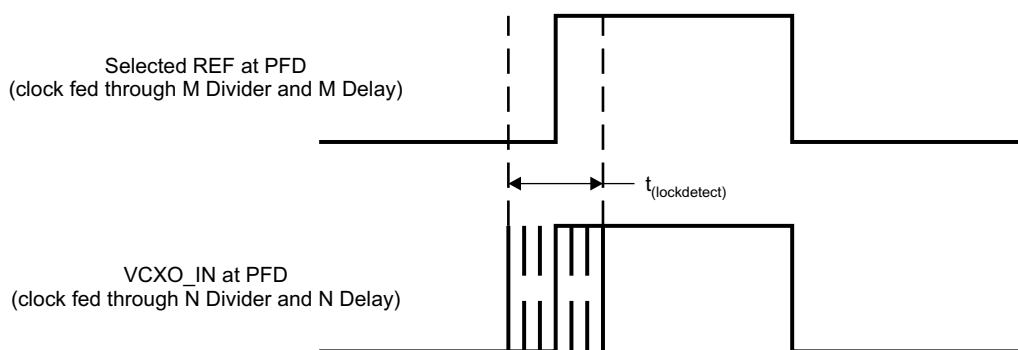 Selected REF at PFD
(clock fed through M Divider and M Delay)
t(lockdetect)
VCXO_IN at PFD
(clock fed through N Divider and N Delay)